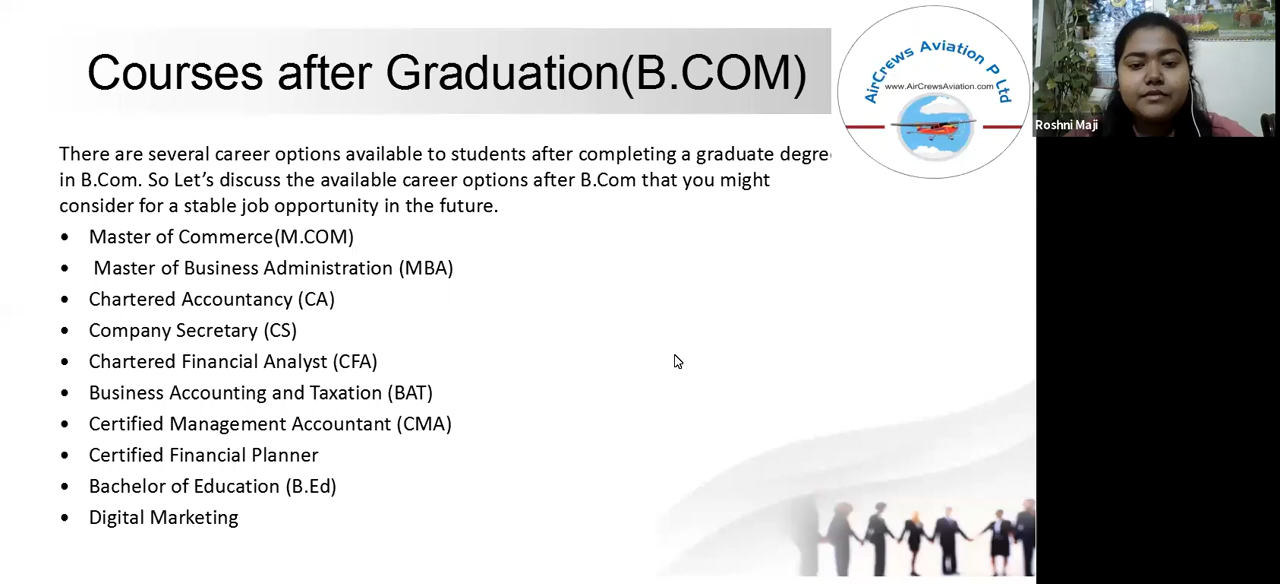 Courses after Graduation(B.COM)
AirCrews Aviation P Ltd
www.AirCrewsAviation.com
Roshni Maji
There are several career options available to students after completing a graduate degre
in B.Com. So Let’s discuss the available career options after B.Com that you might
consider for a stable job opportunity in the future.
• Master of Commerce(M.COM)
• Master of Business Administration (MBA)
• Chartered Accountancy (CA)
• Company Secretary (CS)
• Chartered Financial Analyst (CFA)
• Business Accounting and Taxation (BAT)
• Certified Management Accountant (CMA)
• Certified Financial Planner
• Bachelor of Education (B.Ed)
• Digital Marketing